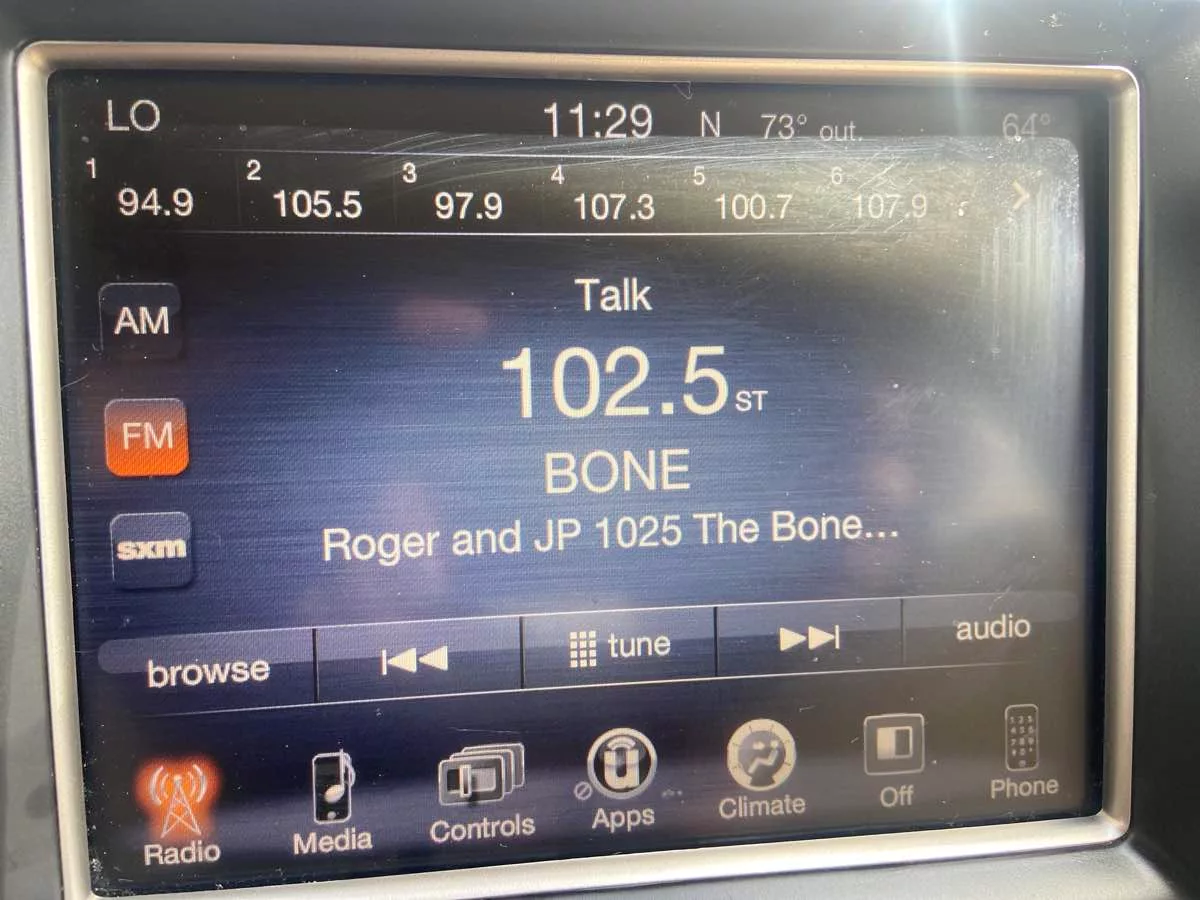 LO 11:29 N 73° out. 64°
1 2 3 4 5 6
94.9 105.5 97.9 107.3 100.7 107.9
Talk
AM
102.5 ST
FM
BONE
Roger and JP 1025 The Bone...
sxm
browse tune audio
Radio Media Controls Apps Climate Off Phone